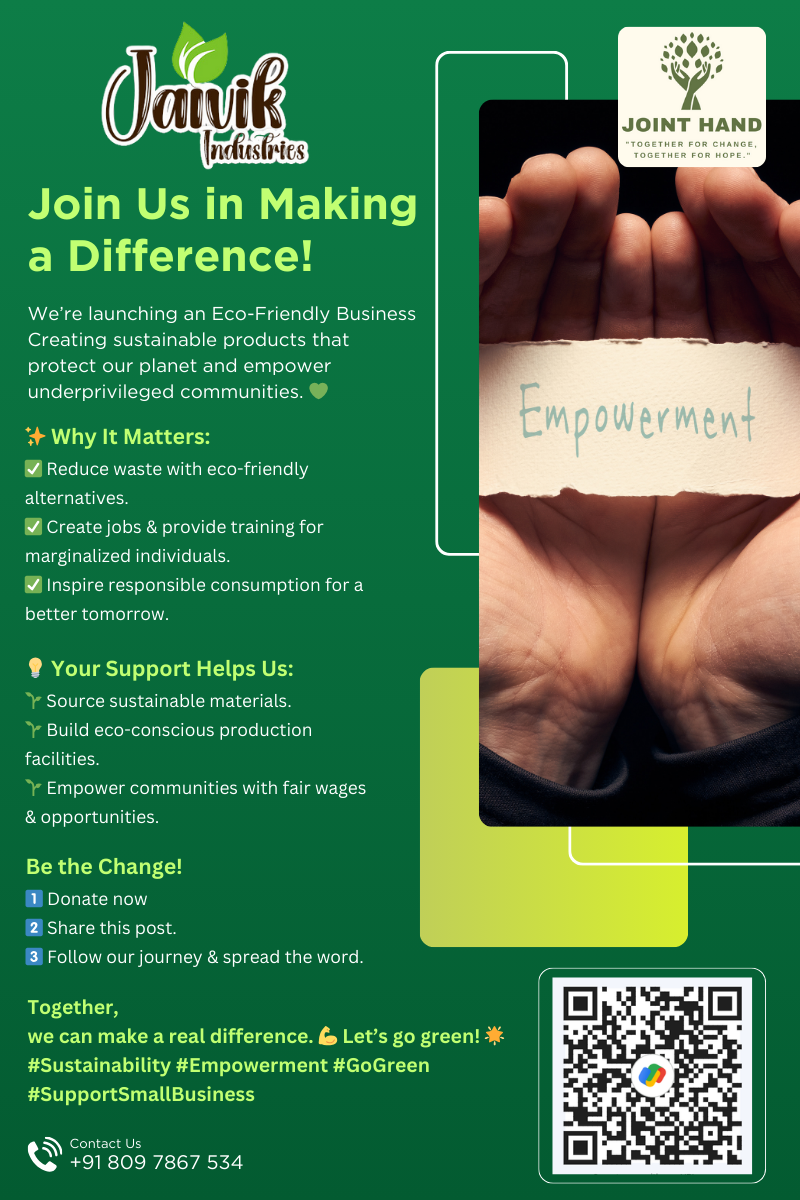 Janvik
Industries
JOINT HAND
"TOGETHER FOR CHANGE,
TOGETHER FOR HOPE."
Join Us in Making
a Difference!
We're launching an Eco-Friendly Business
Creating sustainable products that
protect our planet and empower
underprivileged communities. 💚
✨ Why It Matters:
✅ Reduce waste with eco-friendly
alternatives.
✅ Create jobs & provide training for
marginalized individuals.
✅ Inspire responsible consumption for a
better tomorrow.
Empowerment
💡 Your Support Helps Us:
🌱 Source sustainable materials.
🌱 Build eco-conscious production
facilities.
🌱 Empower communities with fair wages
& opportunities.
Be the Change!
1️⃣ Donate now
2️⃣ Share this post.
3️⃣ Follow our journey & spread the word.
Together,
we can make a real difference. 💪 Let's go green! 🌟
#Sustainability #Empowerment #GoGreen
#SupportSmallBusiness
Contact Us
+91 809 7867 534